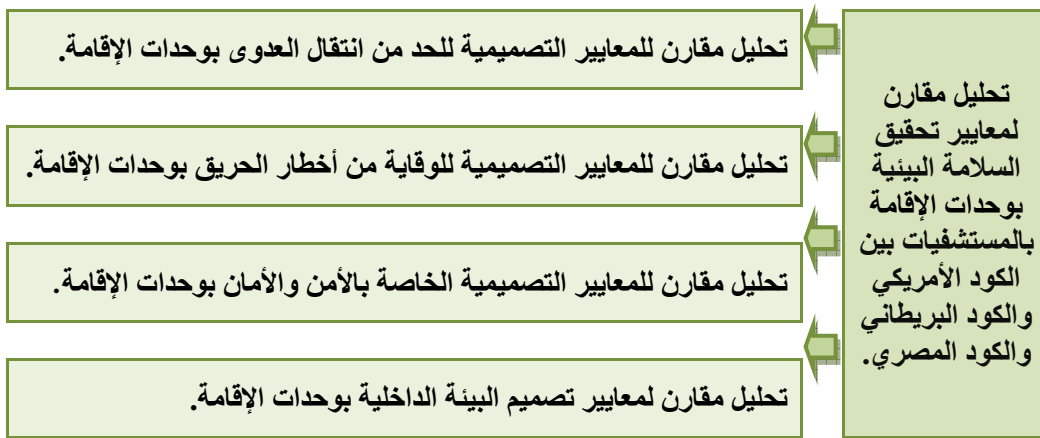 تحليل مقارن
لمعايير تحقيق
السلامة البيئية
بوحدات الإقامة
بالمستشفيات بين
الكود الأمريكي
والكود البريطاني
والكود المصري.
تحليل مقارن للمعايير التصميمية للحد من انتقال العدوى بوحدات الإقامة.
تحليل مقارن للمعايير التصميمية للوقاية من أخطار الحريق بوحدات الإقامة.
تحليل مقارن للمعايير التصميمية الخاصة بالأمن والأمان بوحدات الإقامة.
تحليل مقارن لمعايير تصميم البيئة الداخلية بوحدات الإقامة.